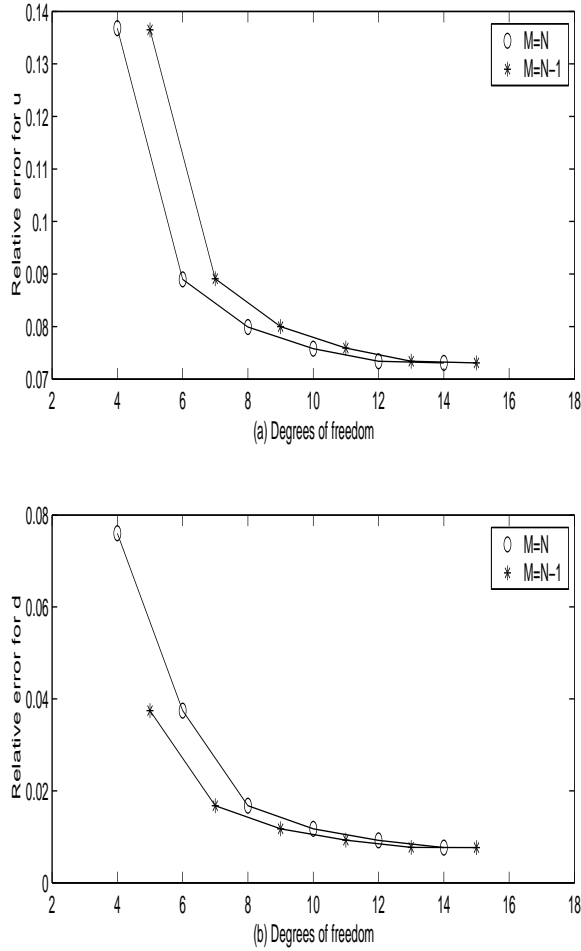 0.14
0.13
0.12
0.11
0.1
0.09
0.08
0.07
Relative error for u
M=N
M=N−1
2 4 6 8 10 12 14 16 18
(a) Degrees of freedom
0.08
0.06
0.04
0.02
0
Relative error for d
M=N
M=N−1
2 4 6 8 10 12 14 16 18
(b) Degrees of freedom